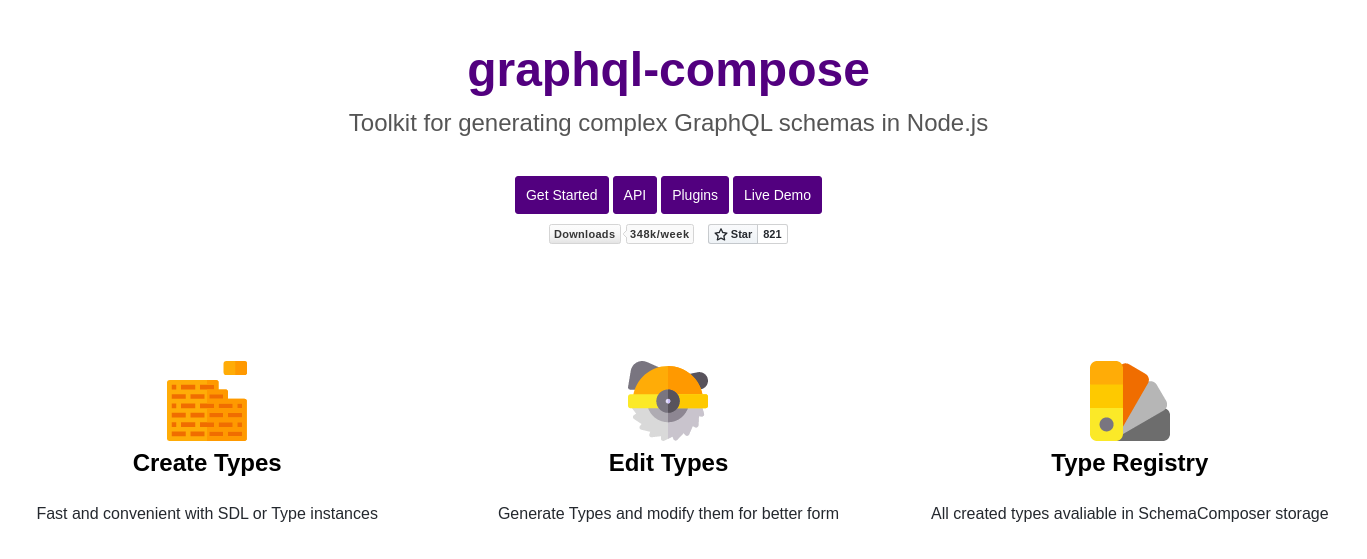 graphql-compose
Toolkit for generating complex GraphQL schemas in Node.js
Get Started API Plugins Live Demo
Downloads 348k/week Star 821
Create Types Edit Types Type Registry
Fast and convenient with SDL or Type instances Generate Types and modify them for better form All created types avaliable in SchemaComposer storage